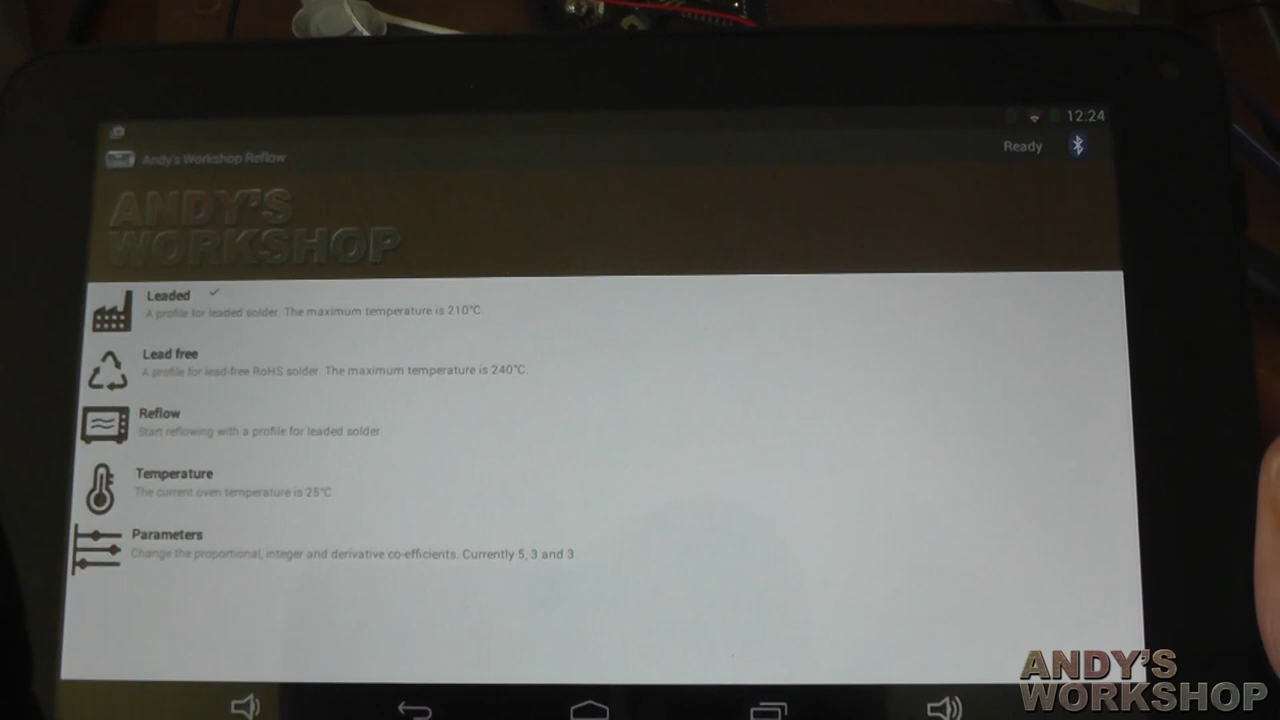 12:24
Andy's Workshop Reflow
Ready
ANDY'S
WORKSHOP
Leaded
A profile for leaded solder. The maximum temperature is 210°C.
Lead free
A profile for lead-free RoHS solder. The maximum temperature is 240°C.
Reflow
Start reflowing with a profile for leaded solder
Temperature
The current oven temperature is 25°C
Parameters
Change the proportional, integer and derivative co-efficients. Currently 5, 3 and 3
ANDY'S
WORKSHOP